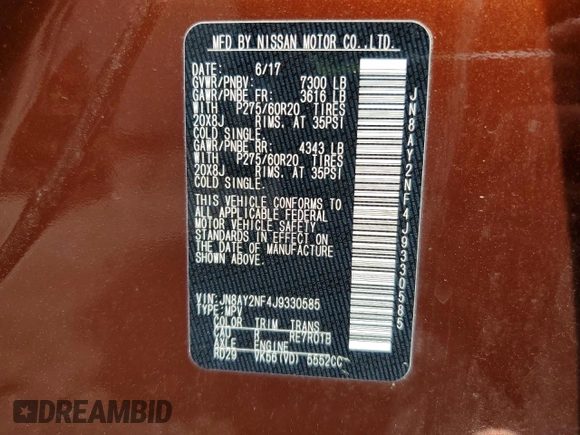 MFD BY NISSAN MOTOR CO.,LTD.
DATE: 6/17
GVWR/PNBV: 7300 LB
GAWR/PNBE FR: 3616 LB
WITH P275/60R20 TIRES
20X8J RIMS, AT 35PSI
COLD SINGLE.
GAWR/PNBE RR: 4343 LB
WITH P275/60R20 TIRES
20X8J RIMS, AT 35PSI
COLD SINGLE.
THIS VEHICLE CONFORMS TO
ALL APPLICABLE FEDERAL
MOTOR VEHICLE SAFETY
STANDARDS IN EFFECT ON
THE DATE OF MANUFACTURE
SHOWN ABOVE.
VIN: JN8AY2NF4J9330585
TYPE: MPV
COLOR TRIM TRANS
RE7R01B
AXLE ENGINE
RD29 VK56(VD) 5552CC
JN8AY2NF4J9330585
DREAMBID